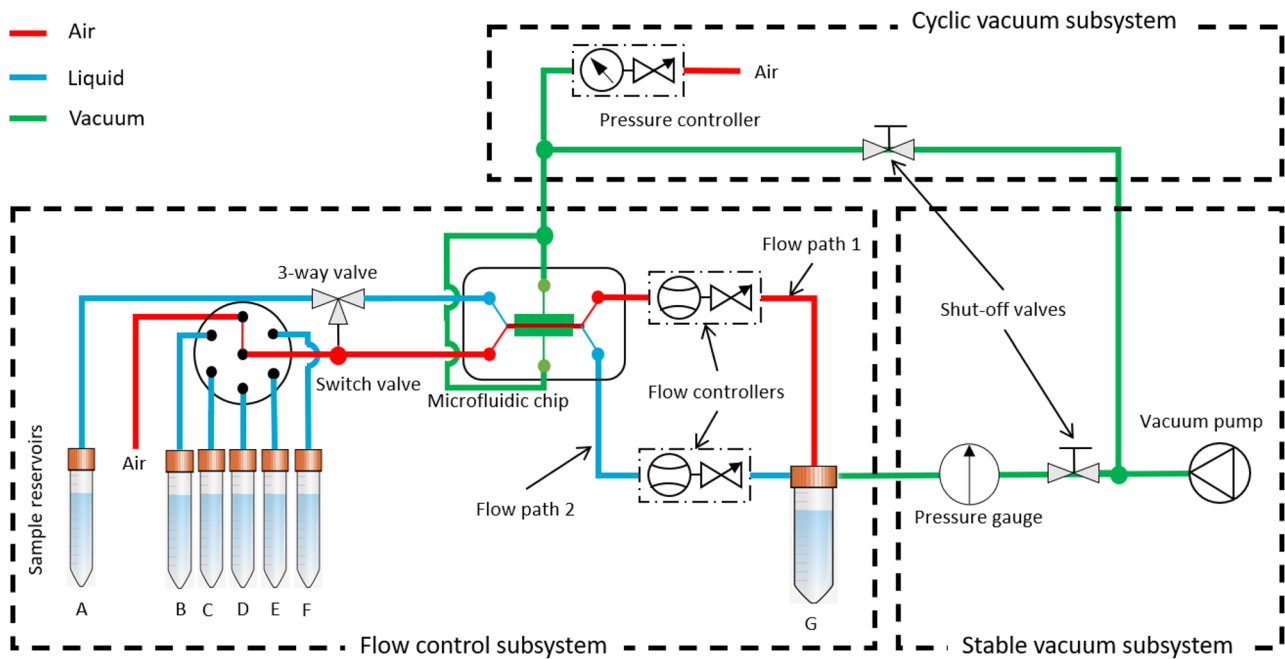 Cyclic vacuum subsystem
Air
Liquid
Vacuum
Air
Pressure controller
Flow path 1
3-way valve
Shut-off valves
Switch valve
Microfluidic chip
Flow controllers
Vacuum pump
Sample reservoirs
Air
Flow path 2
Pressure gauge
A
B
C
D
E
F
G
Flow control subsystem
Stable vacuum subsystem